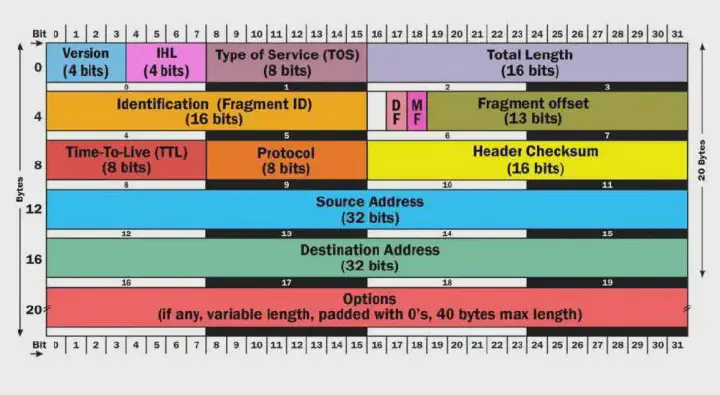 Bit 0 1 2 3 4 5 6 7 8 9 10 11 12 13 14 15 16 17 18 19 20 21 22 23 24 25 26 27 28 29 30 31
0 Version IHL Type of Service (TOS) Total Length
(4 bits) (4 bits) (8 bits) (16 bits)
0 1 2 3
4 Identification (Fragment ID) D M Fragment offset
(16 bits) F F (13 bits)
4 5 6 7
8 Time-To-Live (TTL) Protocol Header Checksum
(8 bits) (8 bits) (16 bits)
8 9 10 11
12 Source Address
(32 bits)
12 13 14 15
16 Destination Address
(32 bits)
16 17 18 19
20 Options
(if any, variable length, padded with 0's, 40 bytes max length)
Bit 0 1 2 3 4 5 6 7 8 9 10 11 12 13 14 15 16 17 18 19 20 21 22 23 24 25 26 27 28 29 30 31
Bytes
20 Bytes